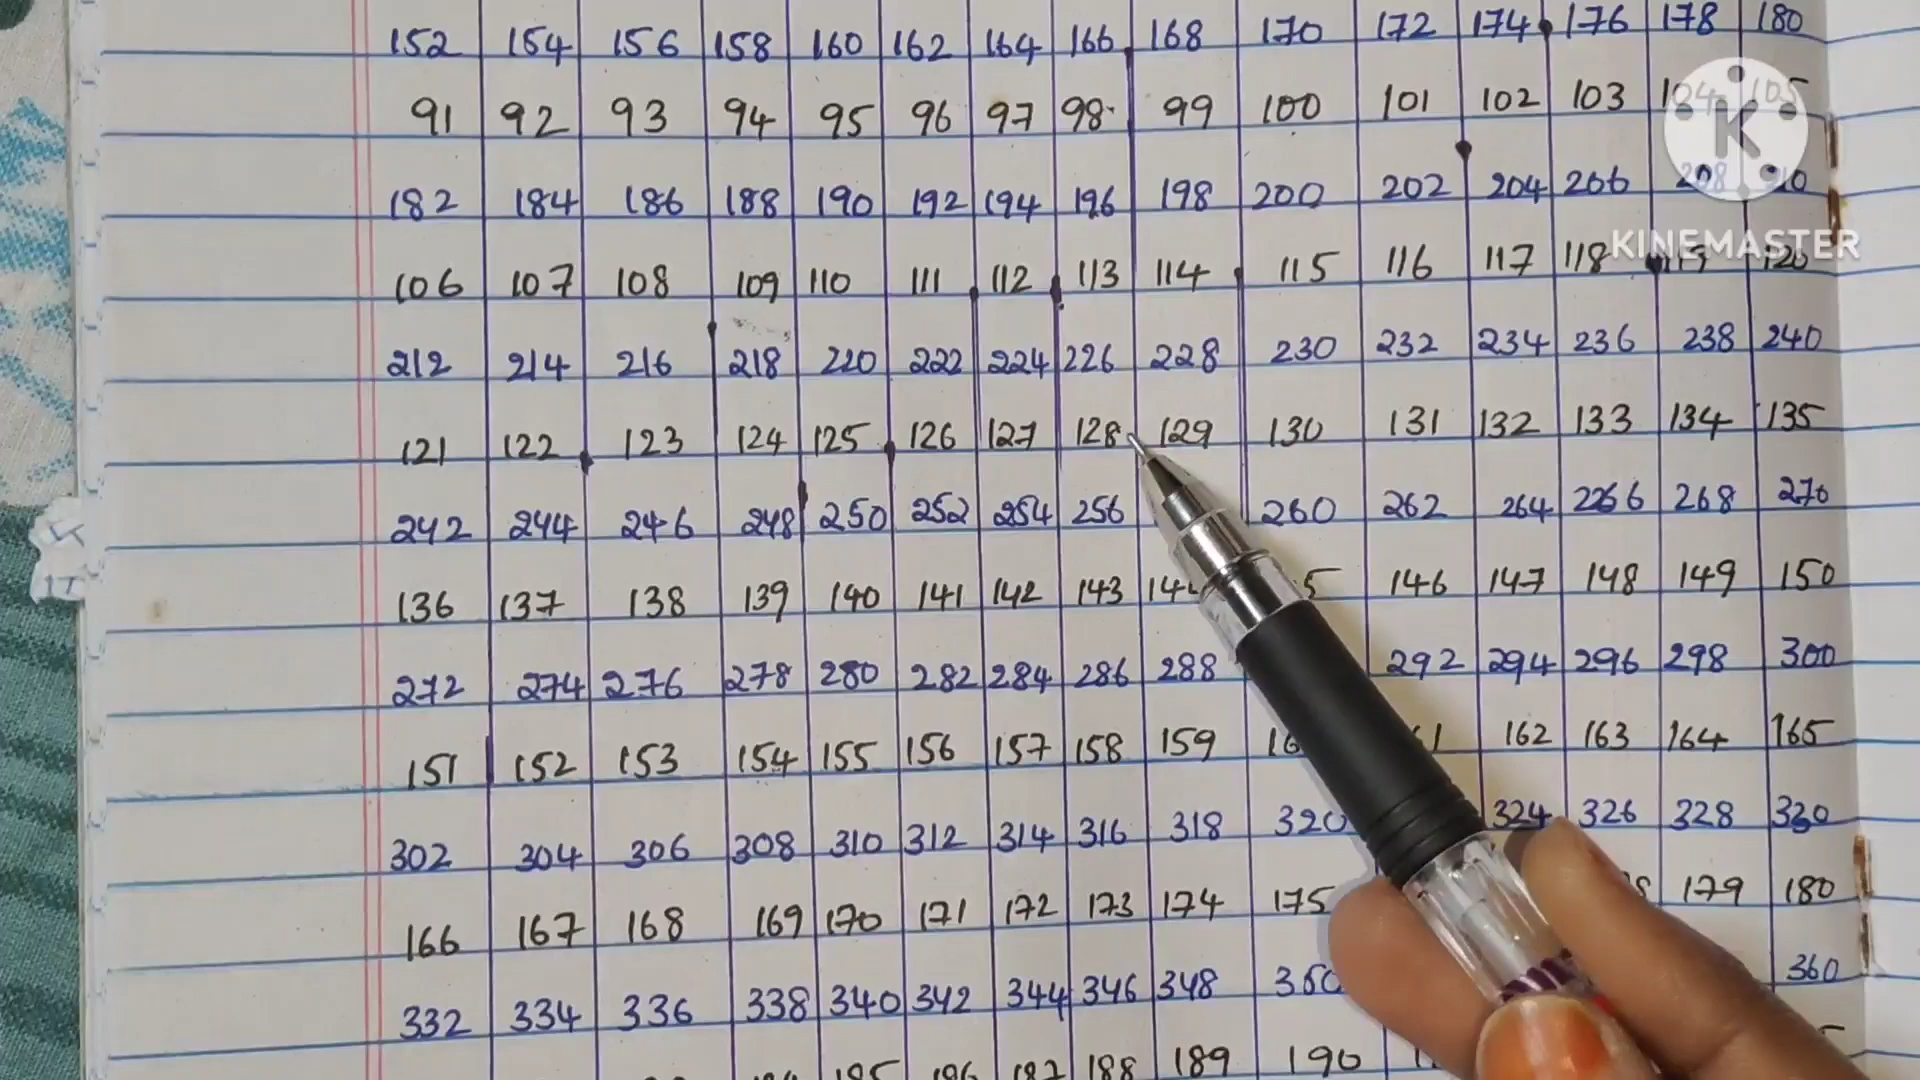 152 154 156 158 160 162 164 166 168 170 172 174 176 178 180
91 92 93 94 95 96 97 98 99 100 101 102 103 104 105
182 184 186 188 190 192 194 196 198 200 202 204 206 208 210
K
KINEMASTER
106 107 108 109 110 111 112 113 114 115 116 117 118 119 120
212 214 216 218 220 222 224 226 228 230 232 234 236 238 240
121 122 123 124 125 126 127 128 129 130 131 132 133 134 135
242 244 246 248 250 252 254 256 260 262 264 266 268 270
136 137 138 139 140 141 142 143 144 146 147 148 149 150
272 274 276 278 280 282 284 286 288 292 294 296 298 300
151 152 153 154 155 156 157 158 159 162 163 164 165
302 304 306 308 310 312 314 316 318 320 324 326 328 330
166 167 168 169 170 171 172 173 174 175 179 180
332 334 336 338 340 342 344 346 348 350 360
188 189 190